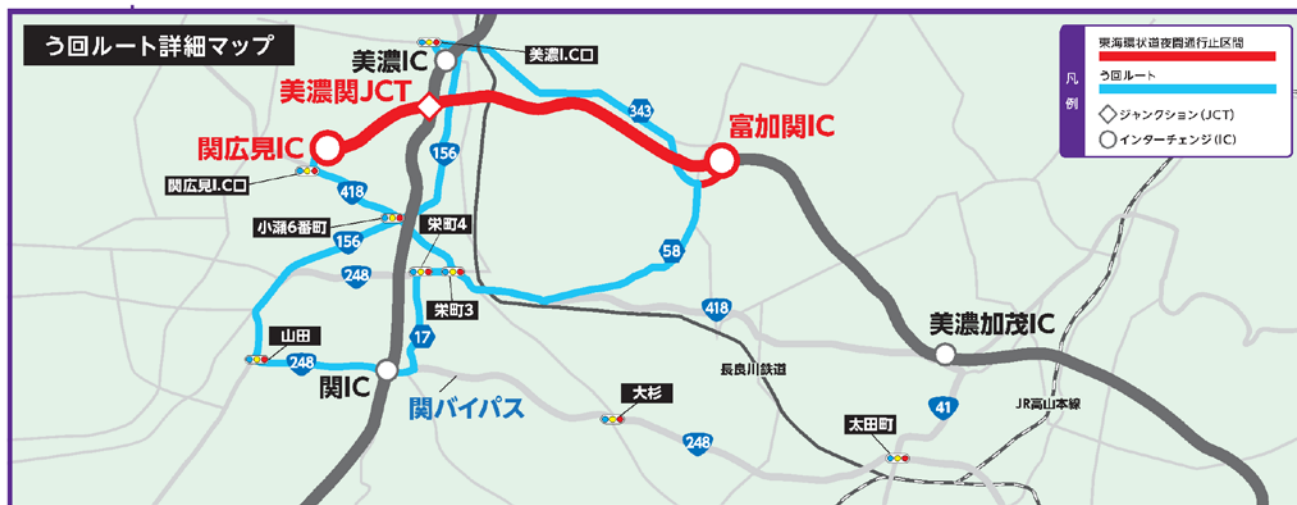 う回ルート詳細マップ
美濃IC
美濃I.C口
美濃関JCT
関広見IC
富加関IC
343
156
関広見I.C口
418
小瀬6番町
栄町4
156
58
248
栄町3
418
17
美濃加茂IC
山田
248
関IC
長良川鉄道
関バイパス
大杉
41
JR高山本線
太田町
248
凡例
東海環状道夜間通行止区間
う回ルート
ジャンクション(JCT)
インターチェンジ(IC)